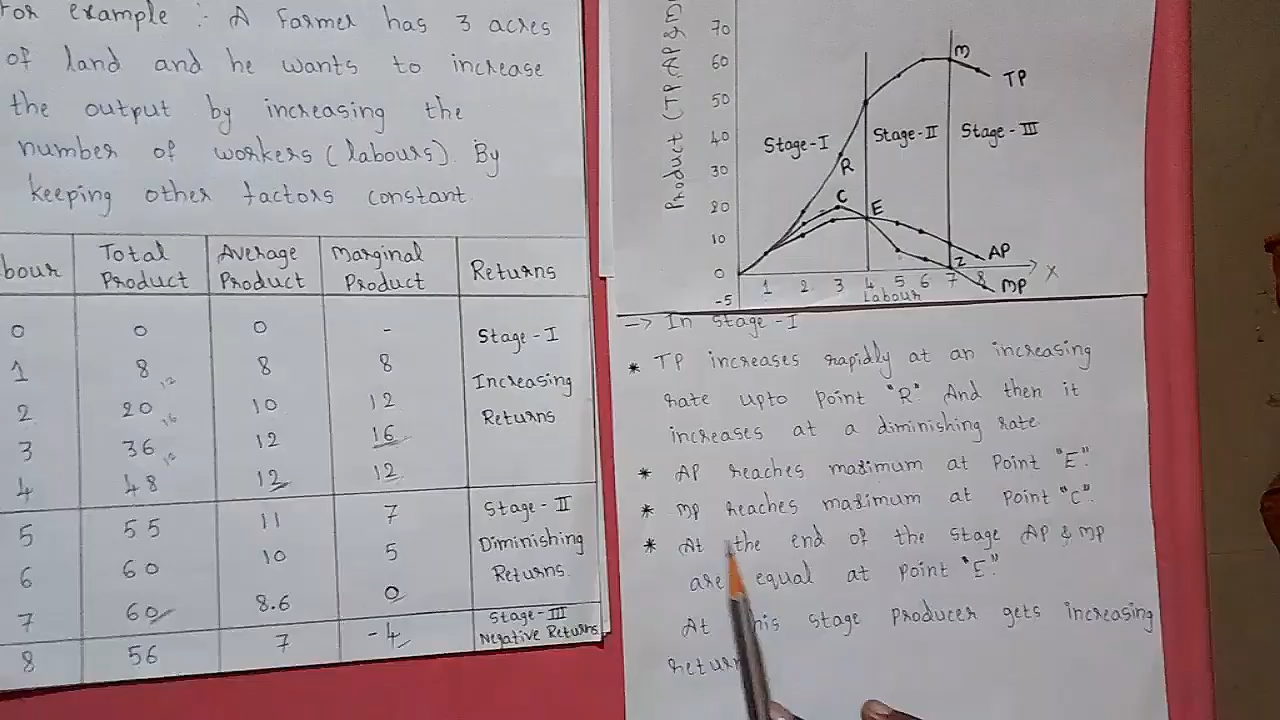 For example :- A Farmer has 3 acres
of land and he wants to increase
the output by increasing the
number of workers (labours). By
keeping other factors constant.
bour Total Product Average Product Marginal Product Returns
0 0 0 - Stage-I
1 8 8 8 Increasing
12
2 20 10 12 Returns
16
3 36 12 16
12
4 48 12 12
5 55 11 7 Stage-II
6 60 10 5 Diminishing Returns.
7 60 8.6 0 Stage-III
8 56 7 -4 Negative Returns
Product (TP, AP & M
70
60
50
40
30
20
10
0
-5
Stage-I
Stage-II
Stage-III
R
C
E
M
Z
TP
AP
MP
X
1 2 3 4 5 6 7 8
Labour
-> In Stage-I
* TP increases rapidly at an increasing
rate upto Point "R". And then it
increases at a diminishing rate
* AP reaches maximum at Point "E".
* MP reaches maximum at Point "C".
* At the end of the stage AP & MP
are equal at Point "E".
At his stage Producer gets increasing
return